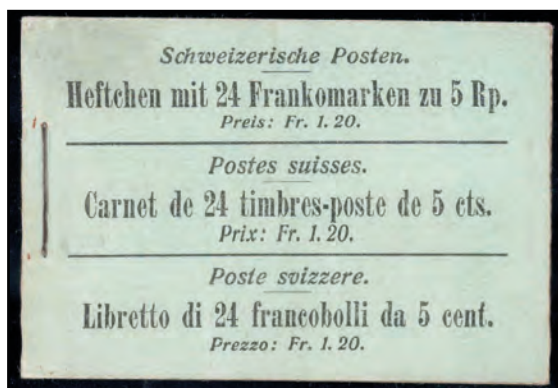 Schweizerische Posten.
Heftchen mit 24 Frankomarken zu 5 Rp.
Preis: Fr. 1. 20.
Postes suisses.
Carnet de 24 timbres-poste de 5 cts.
Prix: Fr. 1. 20.
Poste svizzere.
Libretto di 24 francobolli da 5 cent.
Prezzo: Fr. 1. 20.